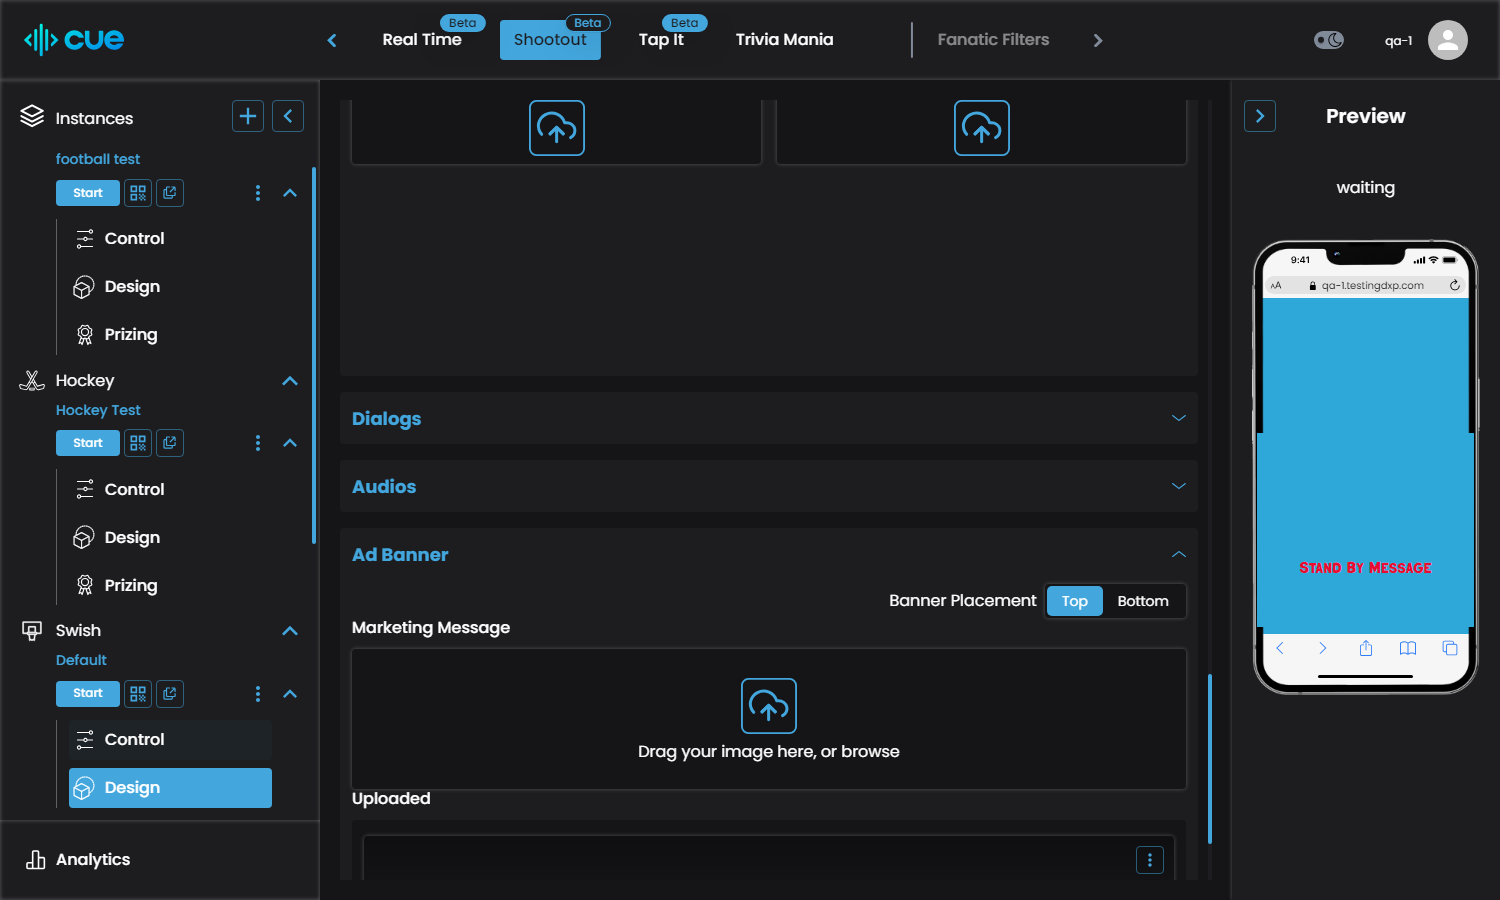 cue
Real Time
Beta
Shootout
Beta
Tap It
Beta
Trivia Mania
Fanatic Filters
qa-1
Instances
football test
Start
Control
Design
Prizing
Hockey
Hockey Test
Start
Control
Design
Prizing
Swish
Default
Start
Control
Design
Analytics
Dialogs
Audios
Ad Banner
Banner Placement
Top
Bottom
Marketing Message
Drag your image here, or browse
Uploaded
Preview
waiting
9:41
AA
qa-1.testingdxp.com
Stand By Message